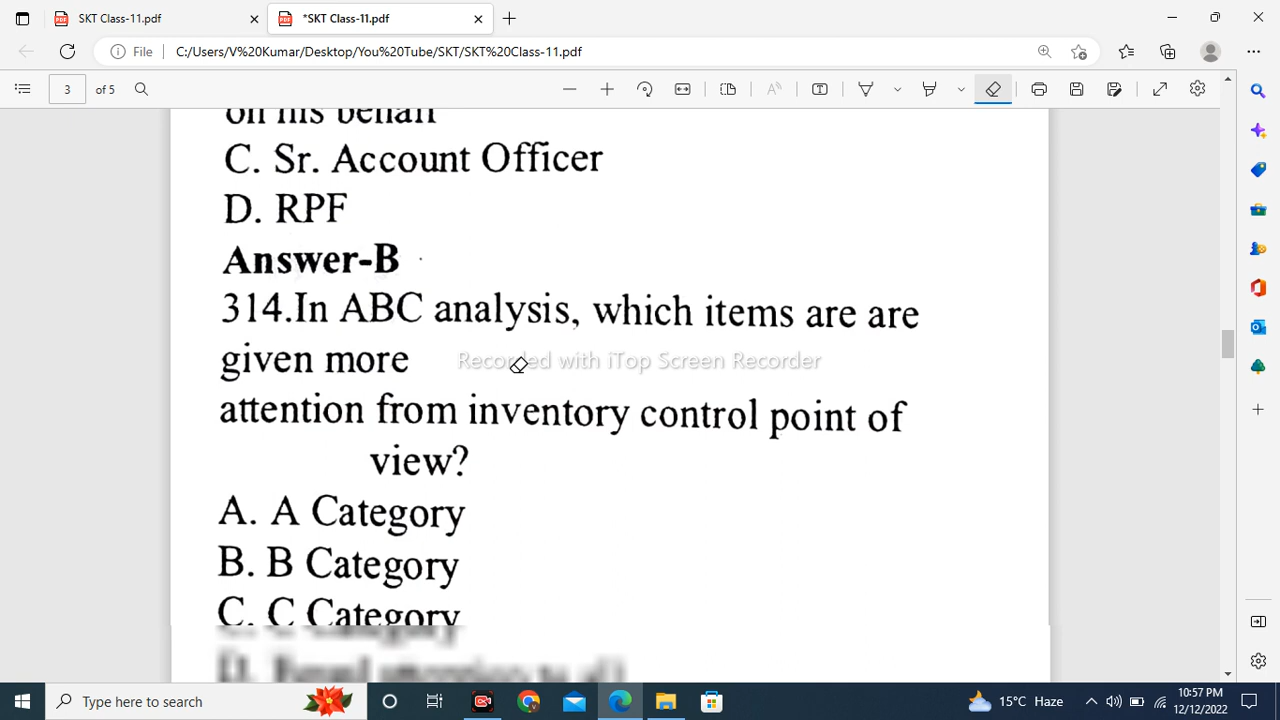 SKT Class-11.pdf
*SKT Class-11.pdf
File
C:/Users/V%20Kumar/Desktop/You%20Tube/SKT/SKT%20Class-11.pdf
3 of 5
on his behalf
C. Sr. Account Officer
D. RPF
Answer-B
314.In ABC analysis, which items are are
given more
Recorded with iTop Screen Recorder
attention from inventory control point of
view?
A. A Category
B. B Category
C. C Category
Type here to search
15°C Haze
10:57 PM
12/12/2022